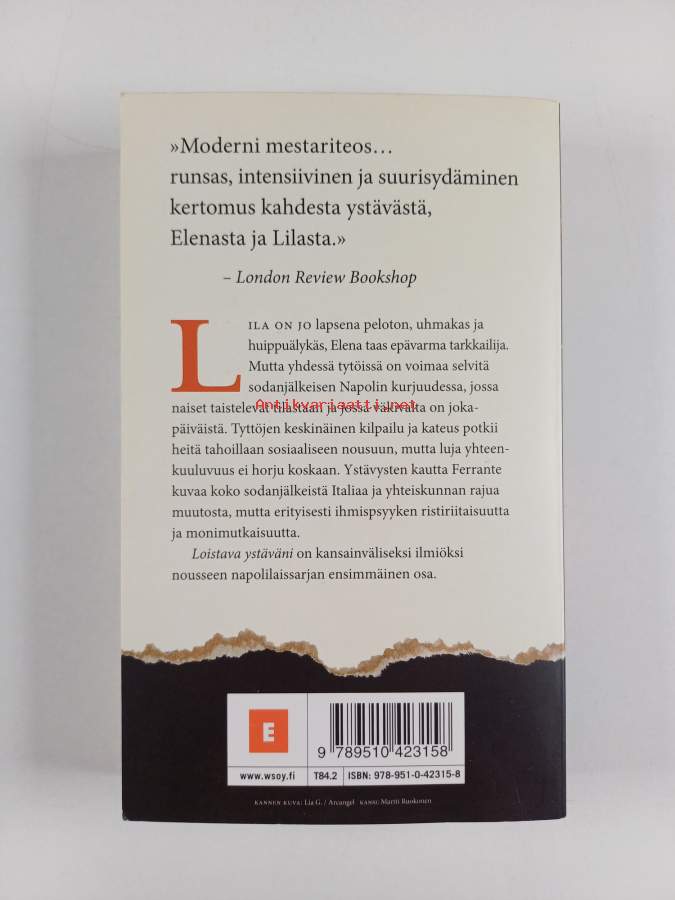 »Moderni mestariteos…
runsas, intensiivinen ja suurisydäminen
kertomus kahdesta ystävästä,
Elenasta ja Lilasta.»
– London Review Bookshop
LILA ON JO lapsena peloton, uhmakas ja
huippuälykäs, Elena taas epävarma tarkkailija.
Mutta yhdessä tytöissä on voimaa selvitä
sodanjälkeisen Napolin kurjuudessa, jossa
naiset taistelevat tilastaan ja jossa väkivalta on joka-
Antikvariaatti.net
päiväistä. Tyttöjen keskinäinen kilpailu ja kateus potkii
heitä tahoillaan sosiaaliseen nousuun, mutta luja yhteen-
kuuluvuus ei horju koskaan. Ystävysten kautta Ferrante
kuvaa koko sodanjälkeistä Italiaa ja yhteiskunnan rajua
muutosta, mutta erityisesti ihmispsyyken ristiriitaisuutta
ja monimutkaisuutta.
Loistava ystäväni on kansainväliseksi ilmiöksi
nousseen napolilaissarjan ensimmäinen osa.
E
9 789510 423158
www.wsoy.fi T84.2 ISBN: 978-951-0-42315-8
KANNEN KUVA: Lia G. / Arcangel KANSI: Martti Ruokonen